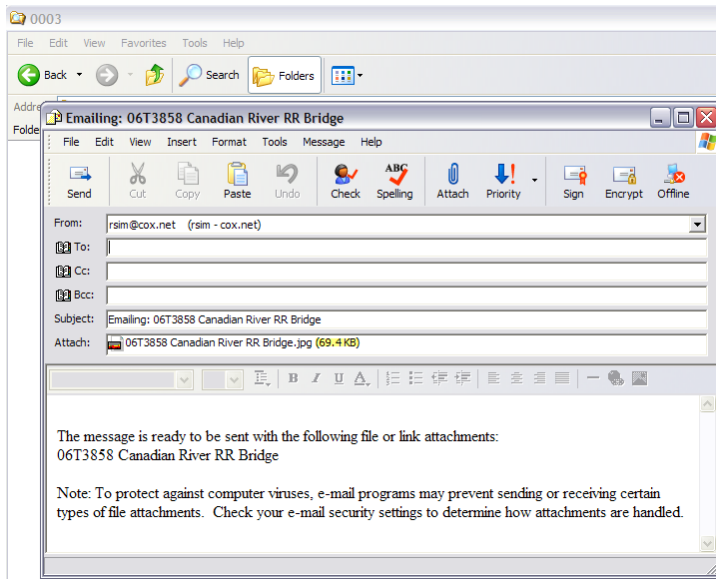 0003
File Edit View Favorites Tools Help
Back Search Folders
Addre
Folde
Emailing: 06T3858 Canadian River RR Bridge
File Edit View Insert Format Tools Message Help
Send Cut Copy Paste Undo Check ABC Spelling Attach Priority Sign Encrypt Offline
From: rsim@cox.net (rsim - cox.net)
To:
Cc:
Bcc:
Subject: Emailing: 06T3858 Canadian River RR Bridge
Attach: 06T3858 Canadian River RR Bridge.jpg (69.4 KB)
B I U A
The message is ready to be sent with the following file or link attachments:
06T3858 Canadian River RR Bridge
Note: To protect against computer viruses, e-mail programs may prevent sending or receiving certain
types of file attachments. Check your e-mail security settings to determine how attachments are handled.